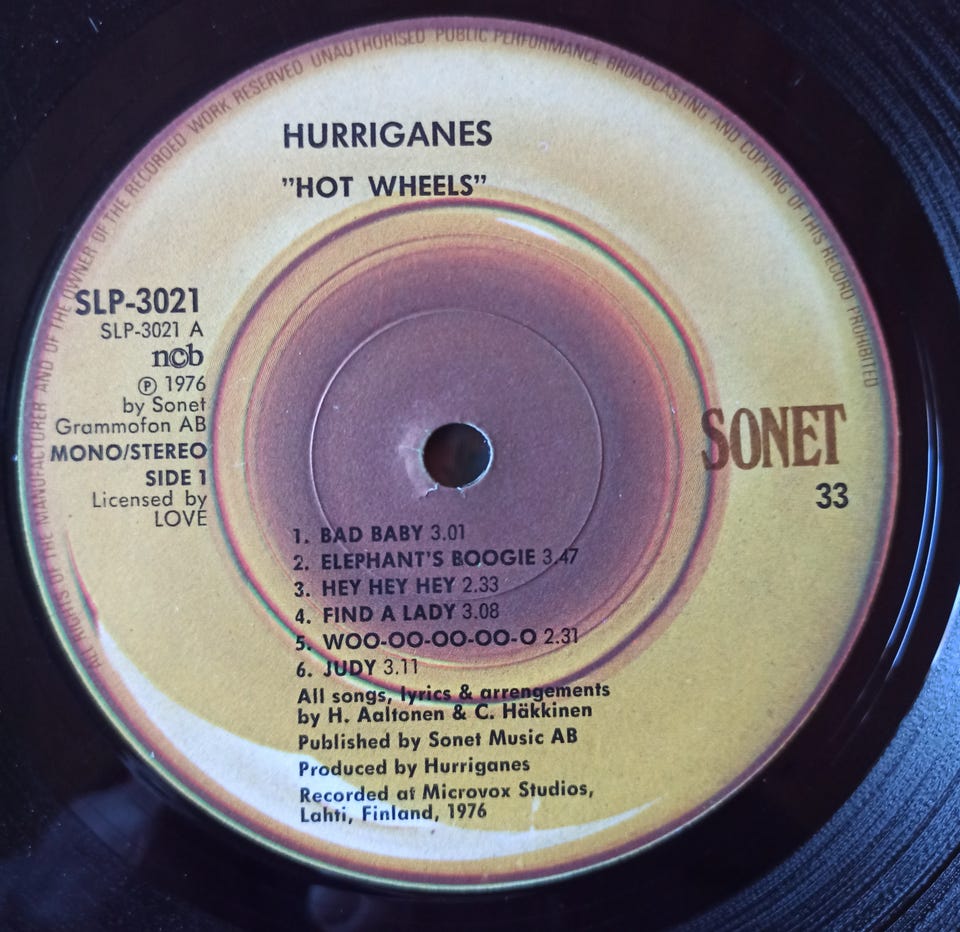 ALL RIGHTS OF THE MANUFACTURER AND OF THE OWNER OF THE RECORDED WORK RESERVED UNAUTHORISED PUBLIC PERFORMANCE BROADCASTING AND COPYING OF THIS RECORD PROHIBITED
HURRIGANES
"HOT WHEELS"
SLP-3021
SLP-3021 A
n©b
℗ 1976
by Sonet
Grammofon AB
MONO/STEREO
SIDE 1
Licensed by
LOVE
SONET
33
1. BAD BABY 3.01
2. ELEPHANT'S BOOGIE 3.47
3. HEY HEY HEY 2.33
4. FIND A LADY 3.08
5. WOO-OO-OO-OO-O 2.31
6. JUDY 3.11
All songs, lyrics & arrengements
by H. Aaltonen & C. Häkkinen
Published by Sonet Music AB
Produced by Hurriganes
Recorded at Microvox Studios,
Lahti, Finland, 1976